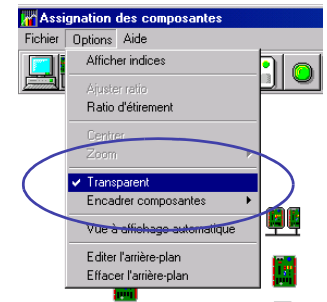 Assignation des composantes
Fichier Options Aide
Afficher indices
Ajuster ratio
Ratio d'étirement
Centrer
Zoom
Transparent
Encadrer composantes
Vue à affichage automatique
Editer l'arrière-plan
Effacer l'arrière-plan